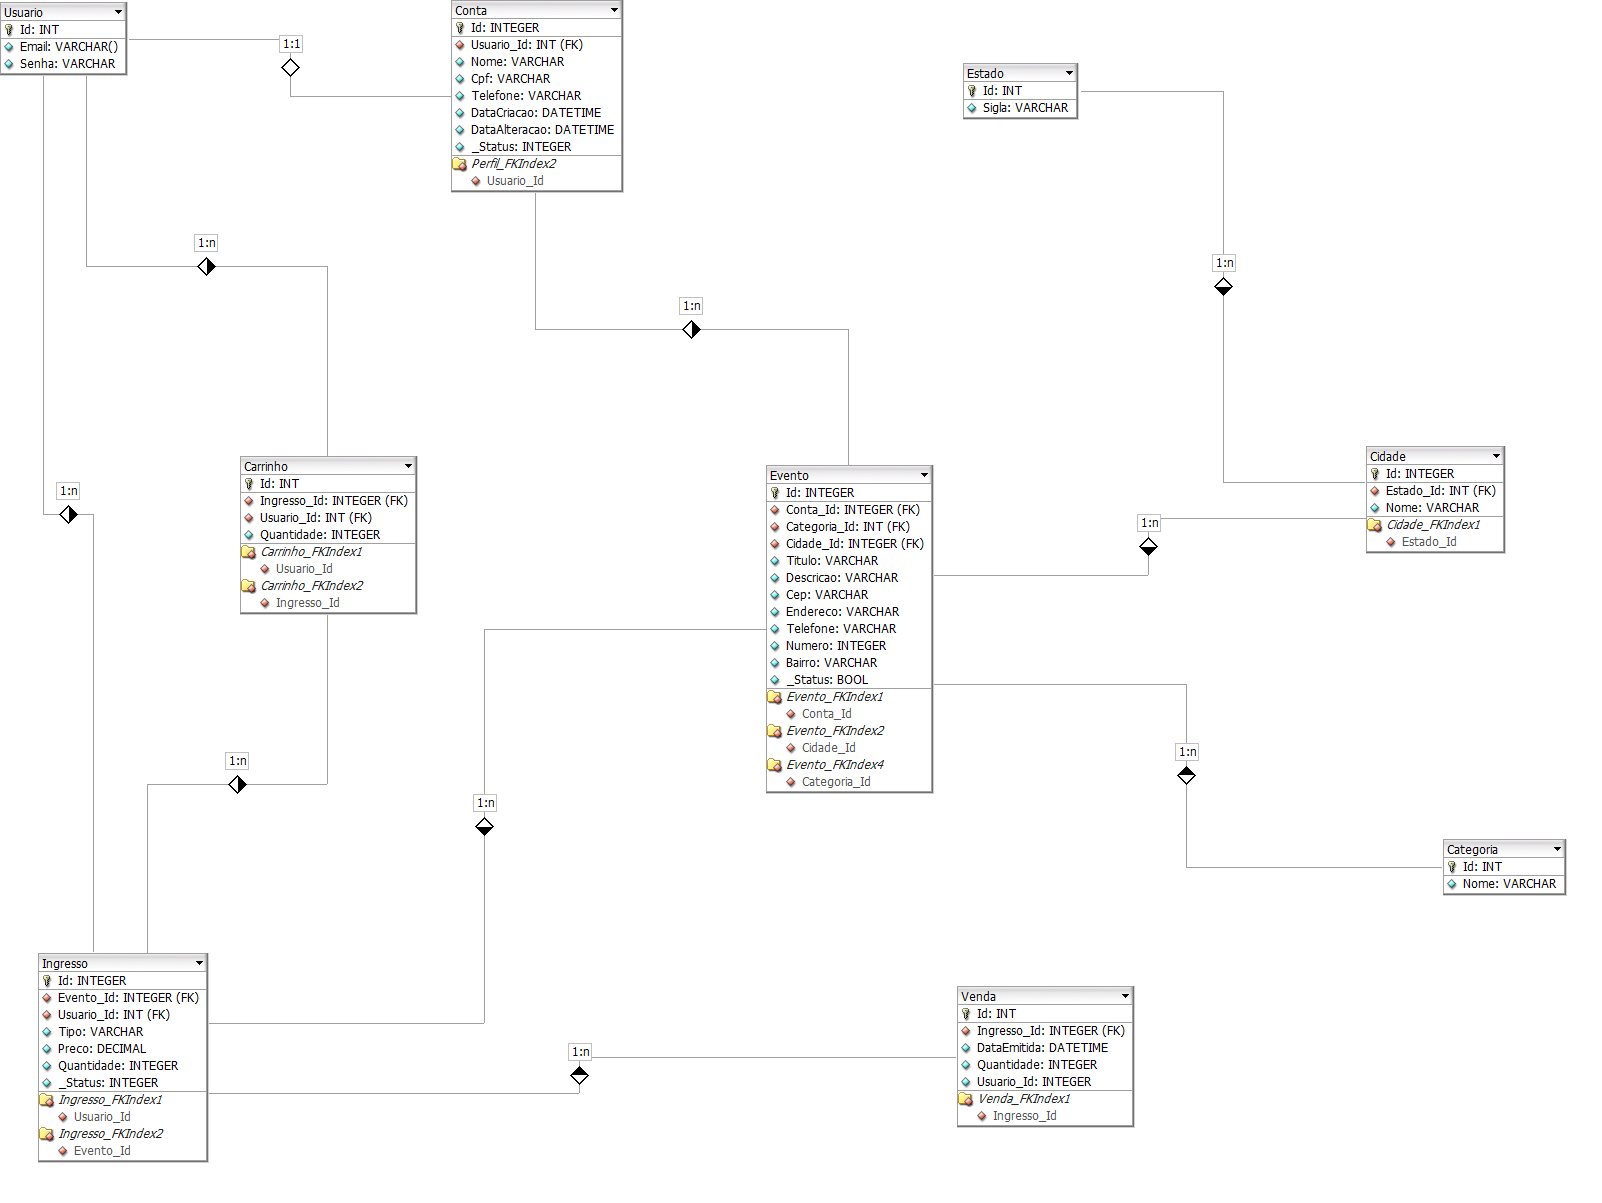 Usuario
Id: INT
Email: VARCHAR()
Senha: VARCHAR
1:1
Conta
Id: INTEGER
Usuario_Id: INT (FK)
Nome: VARCHAR
Cpf: VARCHAR
Telefone: VARCHAR
DataCriacao: DATETIME
DataAlteracao: DATETIME
_Status: INTEGER
Perfil_FKIndex2
Usuario_Id
Estado
Id: INT
Sigla: VARCHAR
1:n
1:n
1:n
Carrinho
Id: INT
Ingresso_Id: INTEGER (FK)
Usuario_Id: INT (FK)
Quantidade: INTEGER
Carrinho_FKIndex1
Usuario_Id
Carrinho_FKIndex2
Ingresso_Id
1:n
Evento
Id: INTEGER
Conta_Id: INTEGER (FK)
Categoria_Id: INT (FK)
Cidade_Id: INTEGER (FK)
Titulo: VARCHAR
Descricao: VARCHAR
Cep: VARCHAR
Endereco: VARCHAR
Telefone: VARCHAR
Numero: INTEGER
Bairro: VARCHAR
_Status: BOOL
Evento_FKIndex1
Conta_Id
Evento_FKIndex2
Cidade_Id
Evento_FKIndex4
Categoria_Id
1:n
Cidade
Id: INTEGER
Estado_Id: INT (FK)
Nome: VARCHAR
Cidade_FKIndex1
Estado_Id
1:n
1:n
1:n
Categoria
Id: INT
Nome: VARCHAR
Ingresso
Id: INTEGER
Evento_Id: INTEGER (FK)
Usuario_Id: INT (FK)
Tipo: VARCHAR
Preco: DECIMAL
Quantidade: INTEGER
_Status: INTEGER
Ingresso_FKIndex1
Usuario_Id
Ingresso_FKIndex2
Evento_Id
1:n
Venda
Id: INT
Ingresso_Id: INTEGER (FK)
DataEmitida: DATETIME
Quantidade: INTEGER
Usuario_Id: INTEGER
Venda_FKIndex1
Ingresso_Id